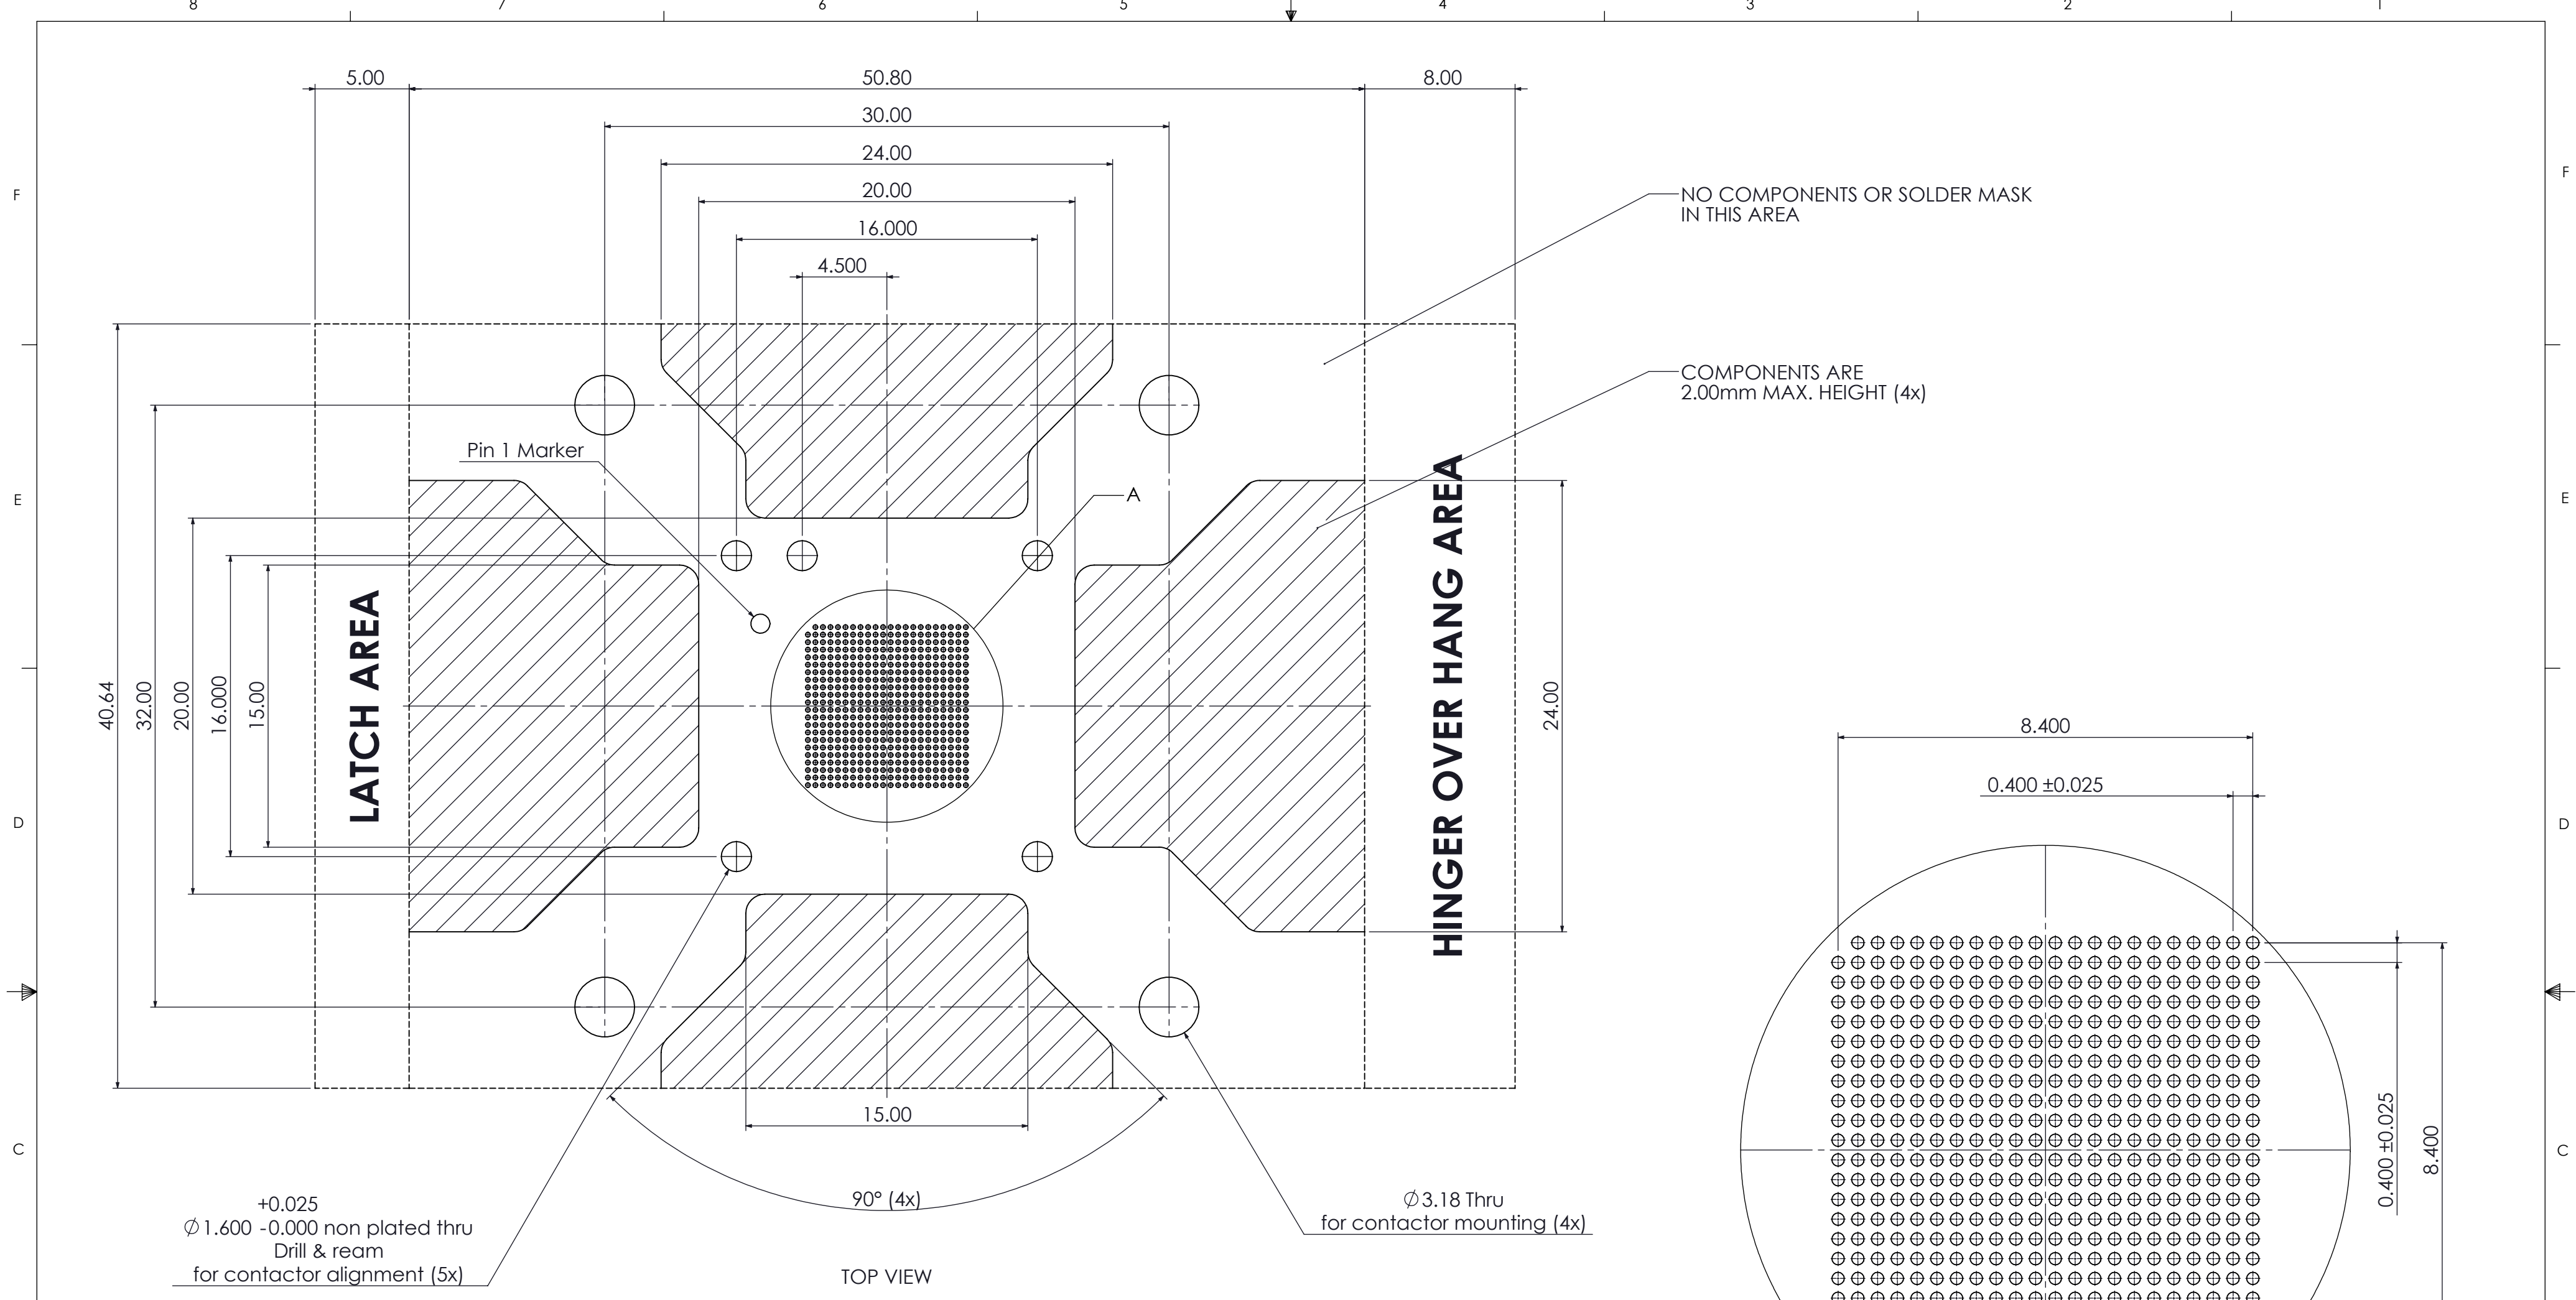 8 7 6 5 4 3 2 1
5.00 50.80 8.00
30.00
24.00
20.00
16.000
4.500
F F
NO COMPONENTS OR SOLDER MASK
IN THIS AREA
COMPONENTS ARE
2.00mm MAX. HEIGHT (4x)
Pin 1 Marker
A
E E
LATCH AREA
HINGER OVER HANG AREA
40.64
32.00
20.00
16.000
15.00
24.00
D D
8.400
0.400 ±0.025
0.400 ±0.025
8.400
C C
15.00
90° (4x)
+0.025
∅1.600 -0.000 non plated thru
Drill & ream
for contactor alignment (5x)
∅3.18 Thru
for contactor mounting (4x)
TOP VIEW